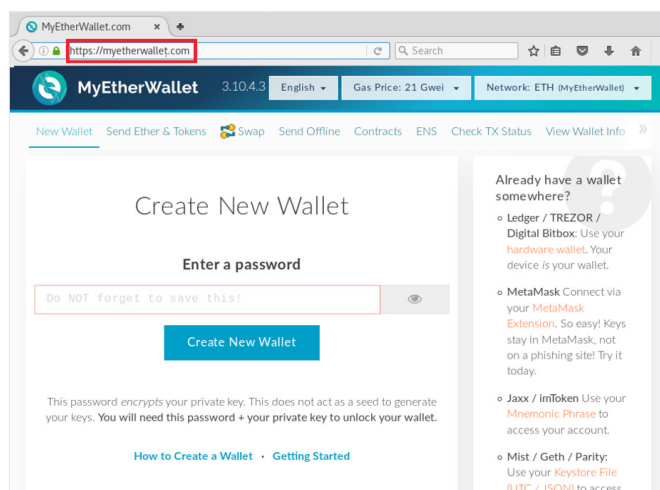 MyEtherWallet.com
https://myetherwalleț.com
Search
MyEtherWallet 3.10.4.3 English Gas Price: 21 Gwei Network: ETH (MyEtherWallet)
New Wallet Send Ether & Tokens Swap Send Offline Contracts ENS Check TX Status View Wallet Info »
Create New Wallet
Enter a password
Do NOT forget to save this!
Create New Wallet
This password encrypts your private key. This does not act as a seed to generate
your keys. You will need this password + your private key to unlock your wallet.
How to Create a Wallet · Getting Started
Already have a wallet
somewhere?
Ledger / TREZOR /
Digital Bitbox: Use your
hardware wallet. Your
device is your wallet.
MetaMask Connect via
your MetaMask
Extension. So easy! Keys
stay in MetaMask, not
on a phishing site! Try it
today.
Jaxx / imToken Use your
Mnemonic Phrase to
access your account.
Mist / Geth / Parity:
Use your Keystore File
(UTC / JSON) to access